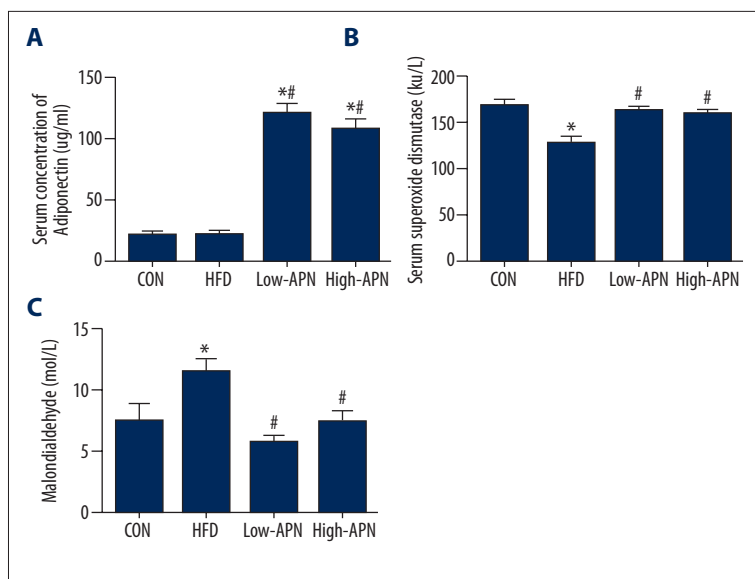 A
Serum concentration of
Adiponectin (ug/ml)
150
100
50
0
*#
*#
CON HFD Low-APN High-APN
B
Serum superoxide dismutase (ku/L)
200
150
100
50
0
*
#
#
CON HFD Low-APN High-APN
C
Malondialdehyde (mol/L)
15
10
5
0
*
#
#
CON HFD Low-APN High-APN